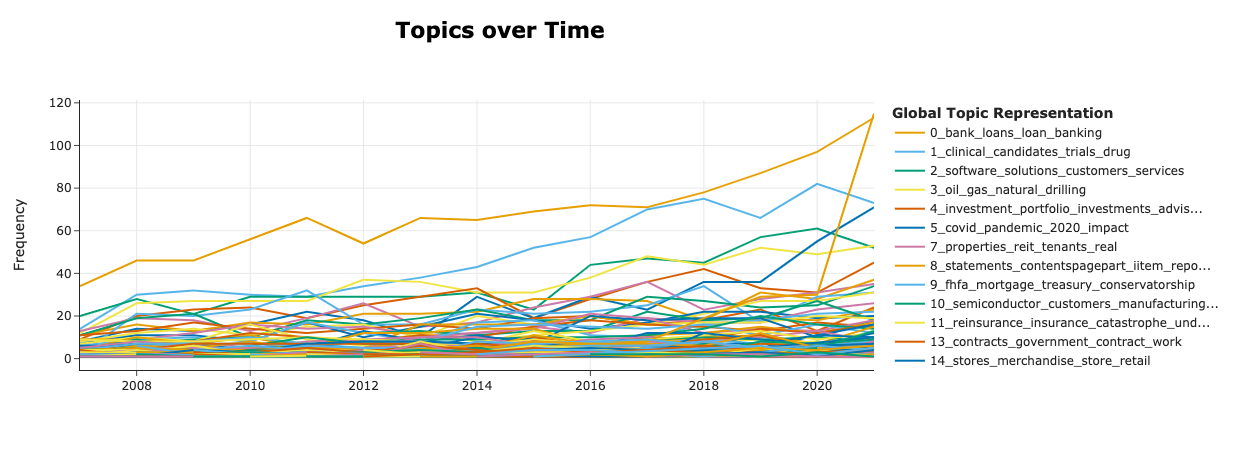 Topics over Time
120
100
80
60
40
20
0
Frequency
2008
2010
2012
2014
2016
2018
2020
Global Topic Representation
0_bank_loans_loan_banking
1_clinical_candidates_trials_drug
2_software_solutions_customers_services
3_oil_gas_natural_drilling
4_investment_portfolio_investments_advis...
5_covid_pandemic_2020_impact
7_properties_reit_tenants_real
8_statements_contentspagepart_iitem_repo...
9_fhfa_mortgage_treasury_conservatorship
10_semiconductor_customers_manufacturing...
11_reinsurance_insurance_catastrophe_und...
13_contracts_government_contract_work
14_stores_merchandise_store_retail